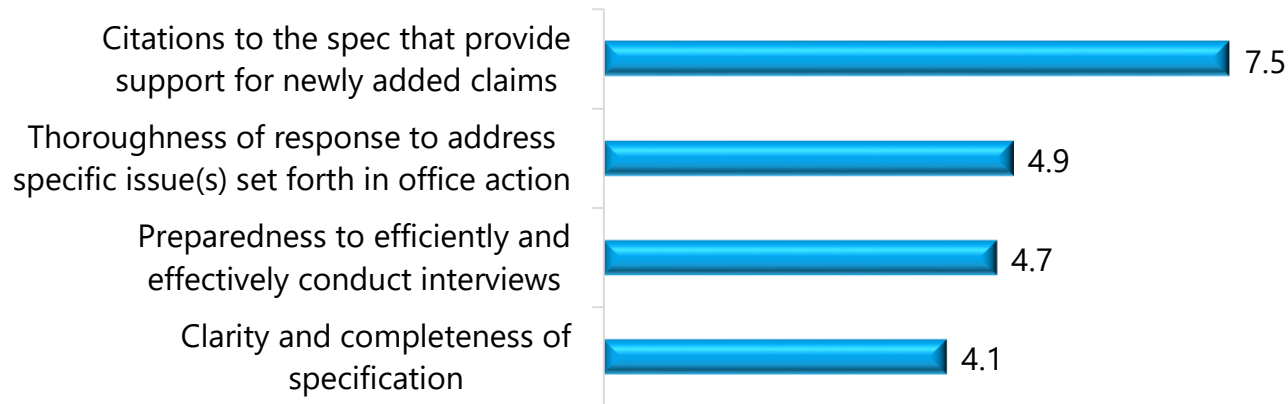 Citations to the spec that provide
support for newly added claims
7.5
Thoroughness of response to address
specific issue(s) set forth in office action
4.9
Preparedness to efficiently and
effectively conduct interviews
4.7
Clarity and completeness of
specification
4.1